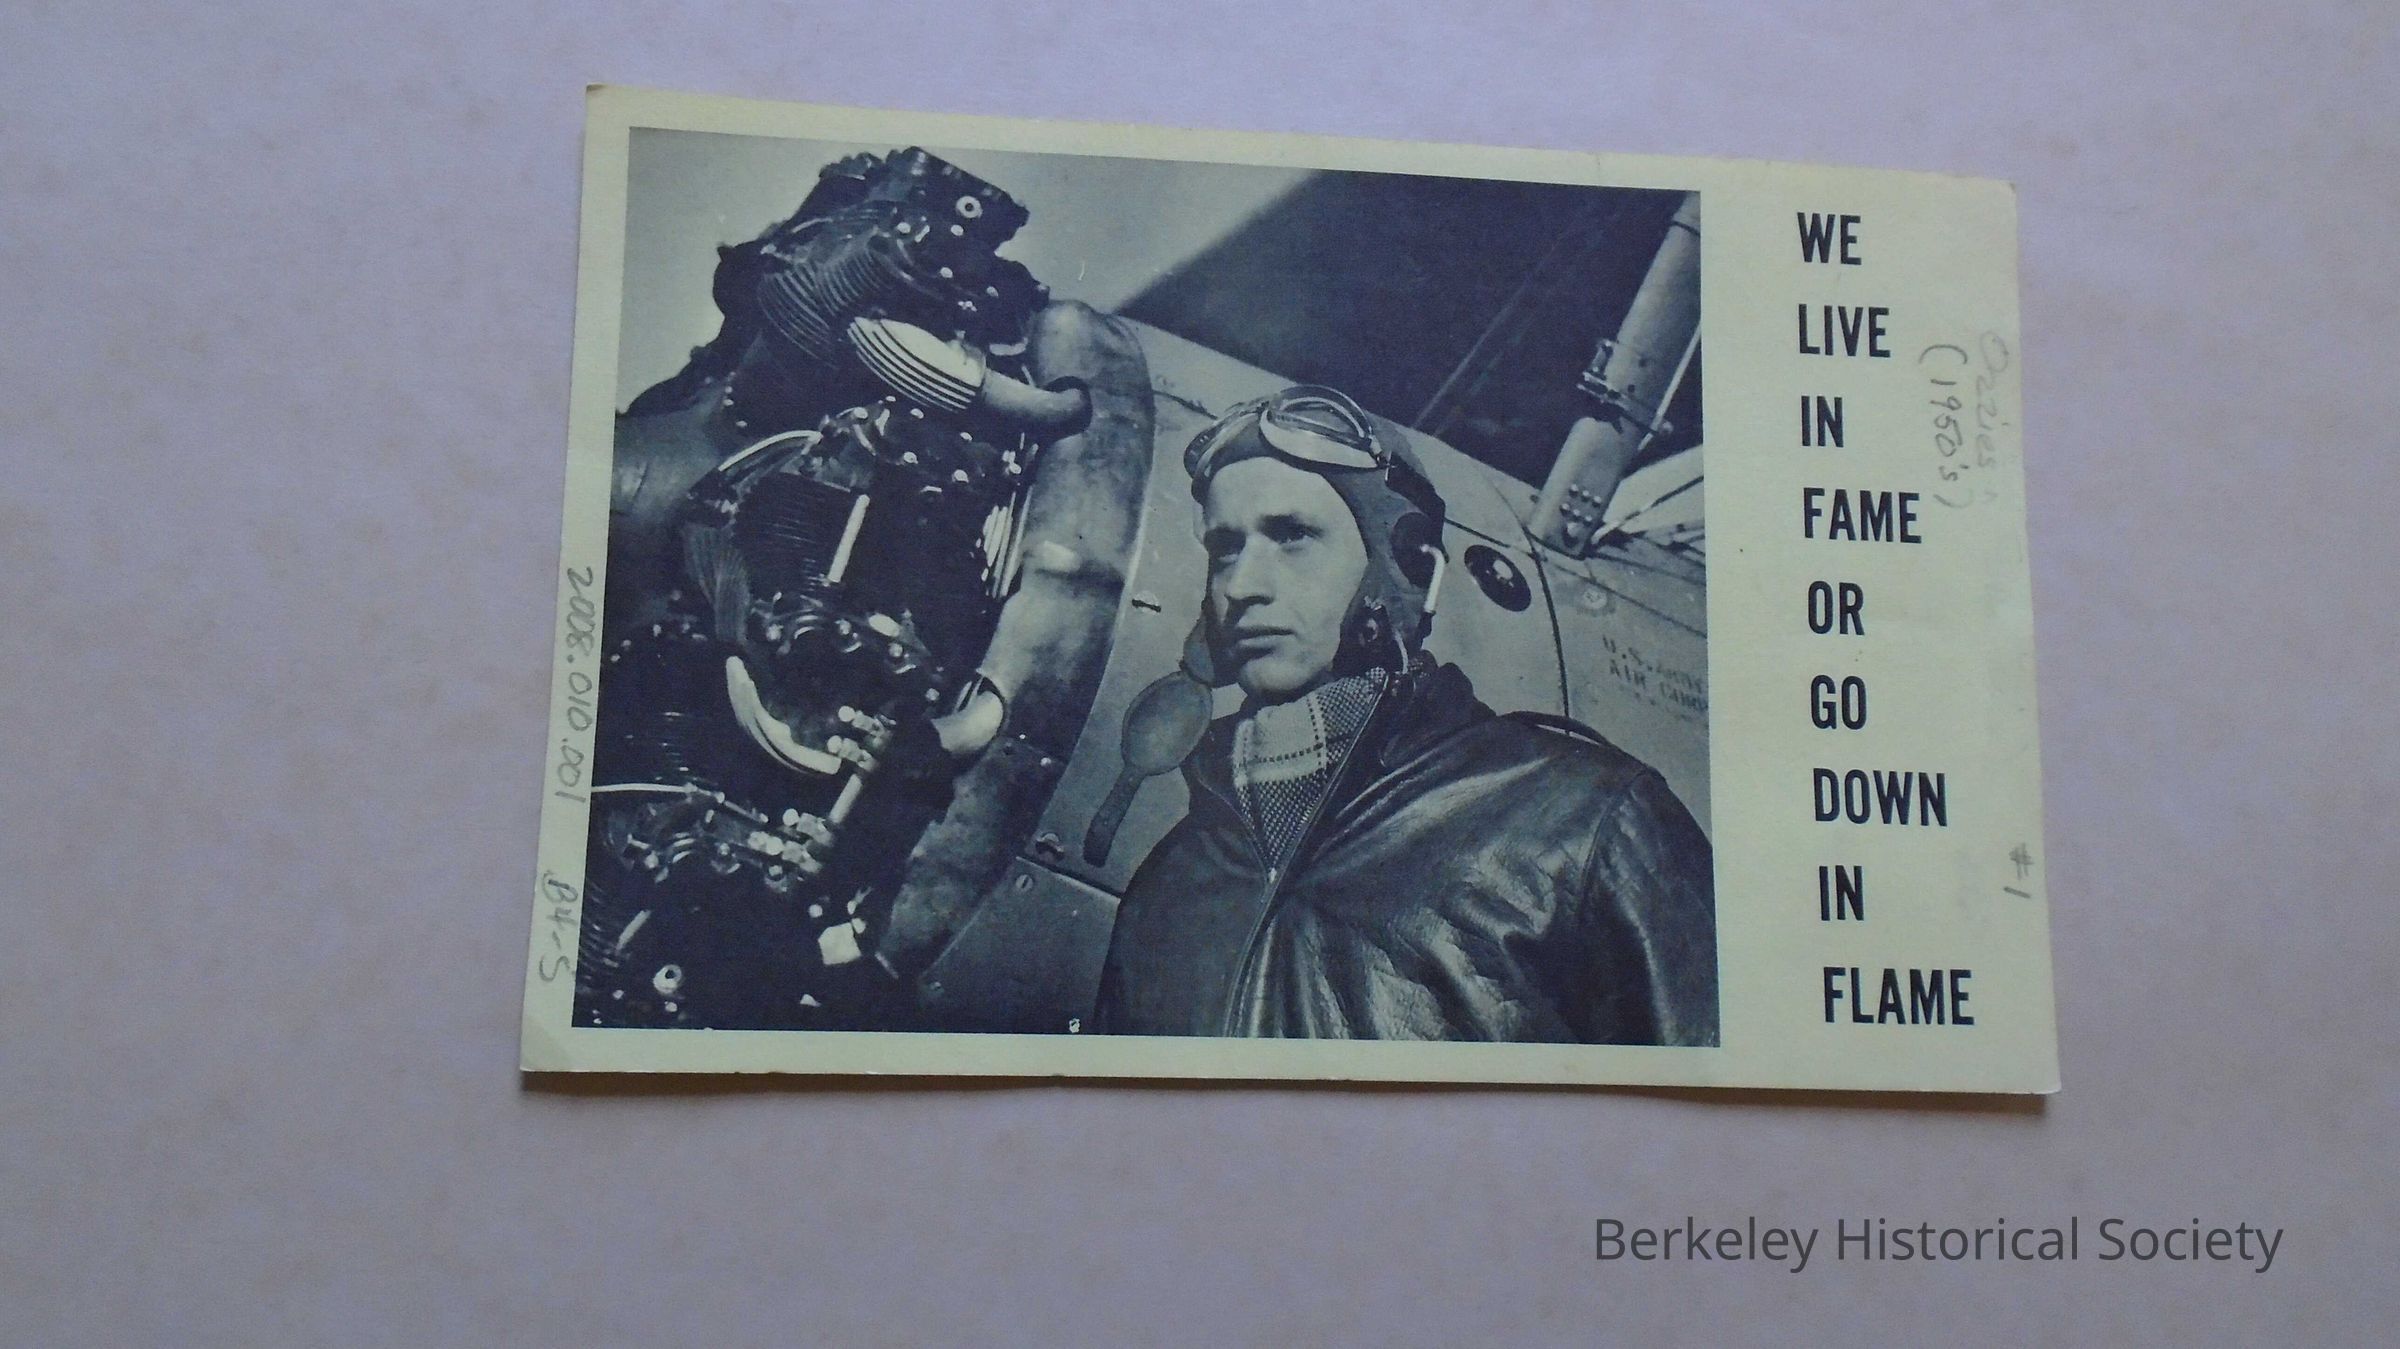 WE
LIVE
IN
FAME
OR
GO
DOWN
IN
FLAME
Ozzies
(1950's)
#1
2008.010.001 B4-S
U.S. ARMY
AIR CORPS
Berkeley Historical Society